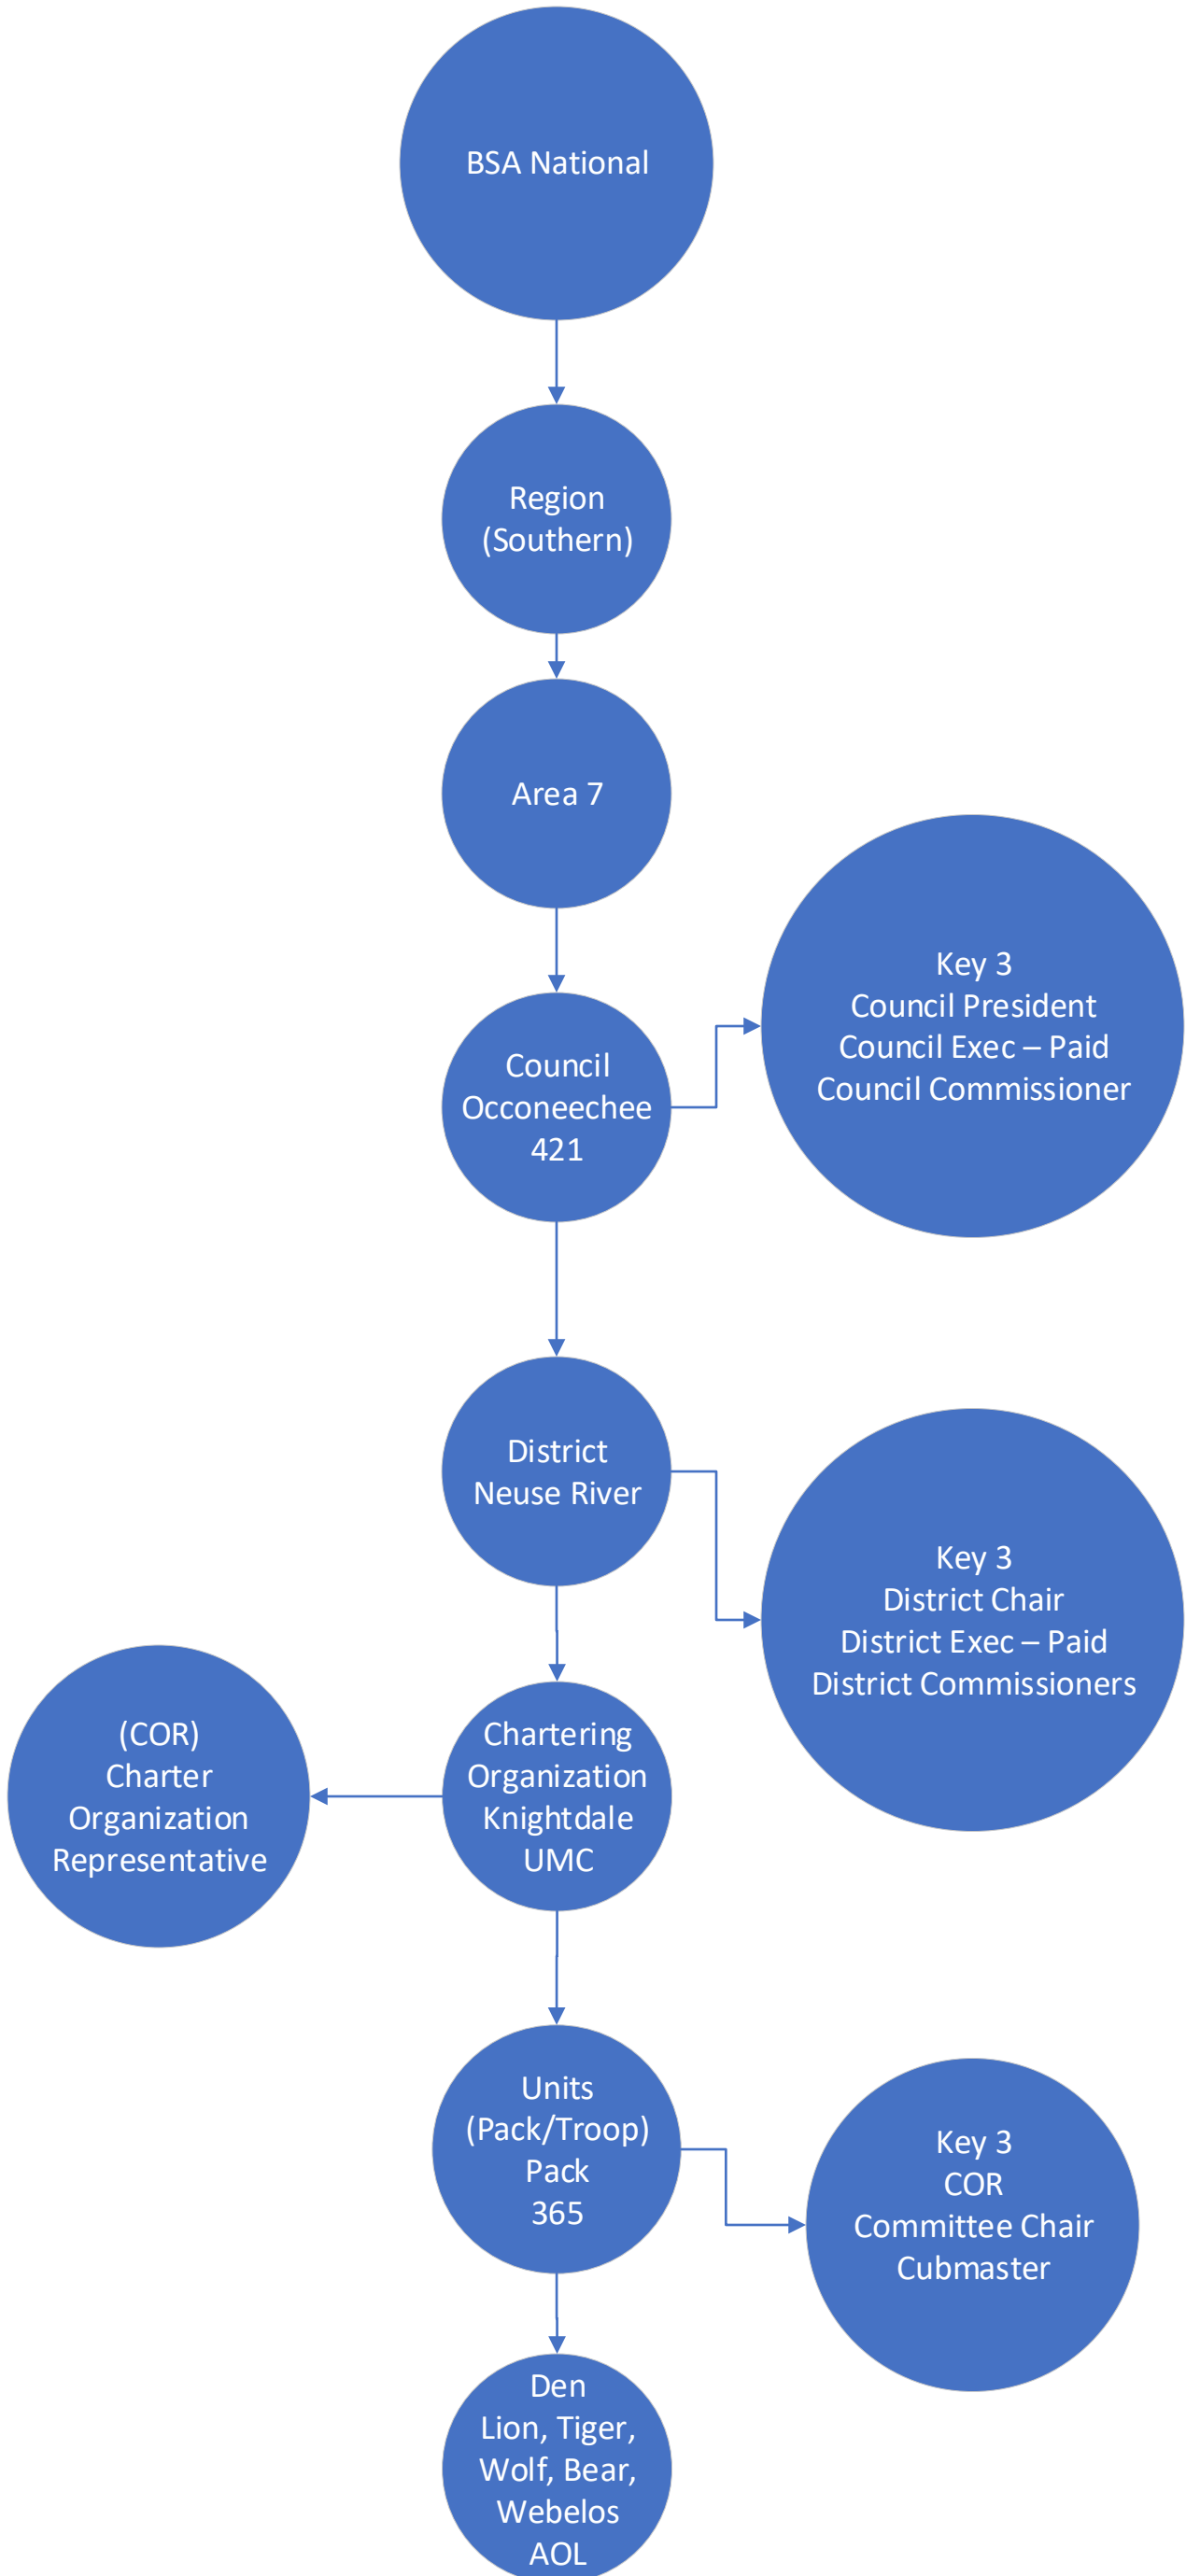 BSA National
Region
(Southern)
Area 7
Council
Occoneechee
421
Key 3
Council President
Council Exec – Paid
Council Commissioner
District
Neuse River
Key 3
District Chair
District Exec – Paid
District Commissioners
Chartering
Organization
Knightdale
UMC
(COR)
Charter
Organization
Representative
Units
(Pack/Troop)
Pack
365
Key 3
COR
Committee Chair
Cubmaster
Den
Lion, Tiger,
Wolf, Bear,
Webelos
AOL